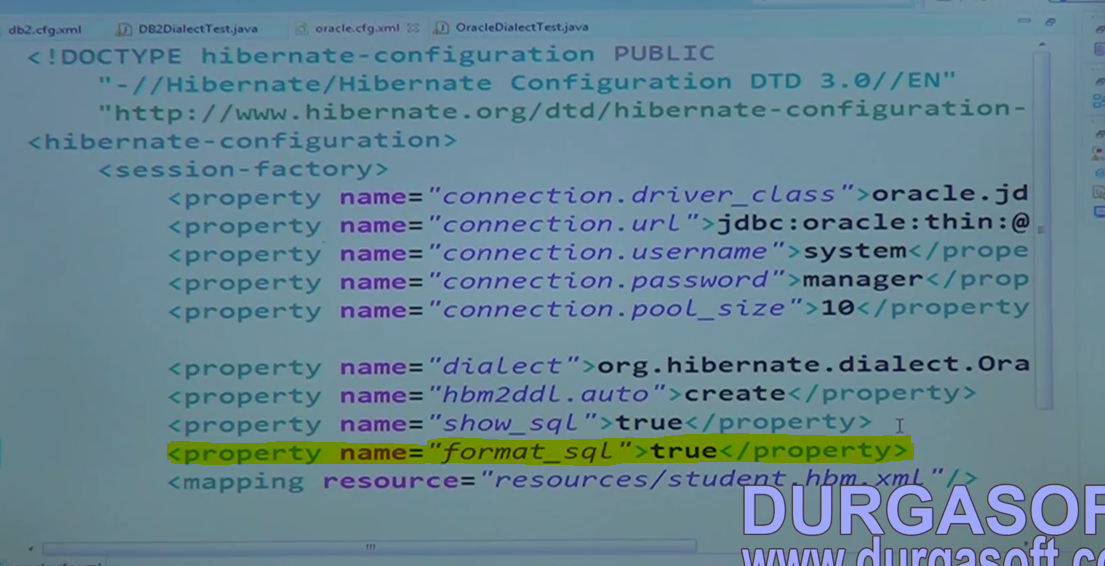 db2.cfg.xml DB2DialectTest.java oracle.cfg.xml OracleDialectTest.java
<!DOCTYPE hibernate-configuration PUBLIC
"-//Hibernate/Hibernate Configuration DTD 3.0//EN"
"http://www.hibernate.org/dtd/hibernate-configuration-
<hibernate-configuration>
<session-factory>
<property name="connection.driver_class">oracle.jd
<property name="connection.url">jdbc:oracle:thin:@
<property name="connection.username">system</prope
<property name="connection.password">manager</prop
<property name="connection.pool_size">10</property
<property name="dialect">org.hibernate.dialect.Ora
<property name="hbm2ddl.auto">create</property>
<property name="show_sql">true</property>
<property name="format_sql">true</property>
<mapping resource="resources/student.hbm.xml"/>
DURGASOF
www.durgasoft.co